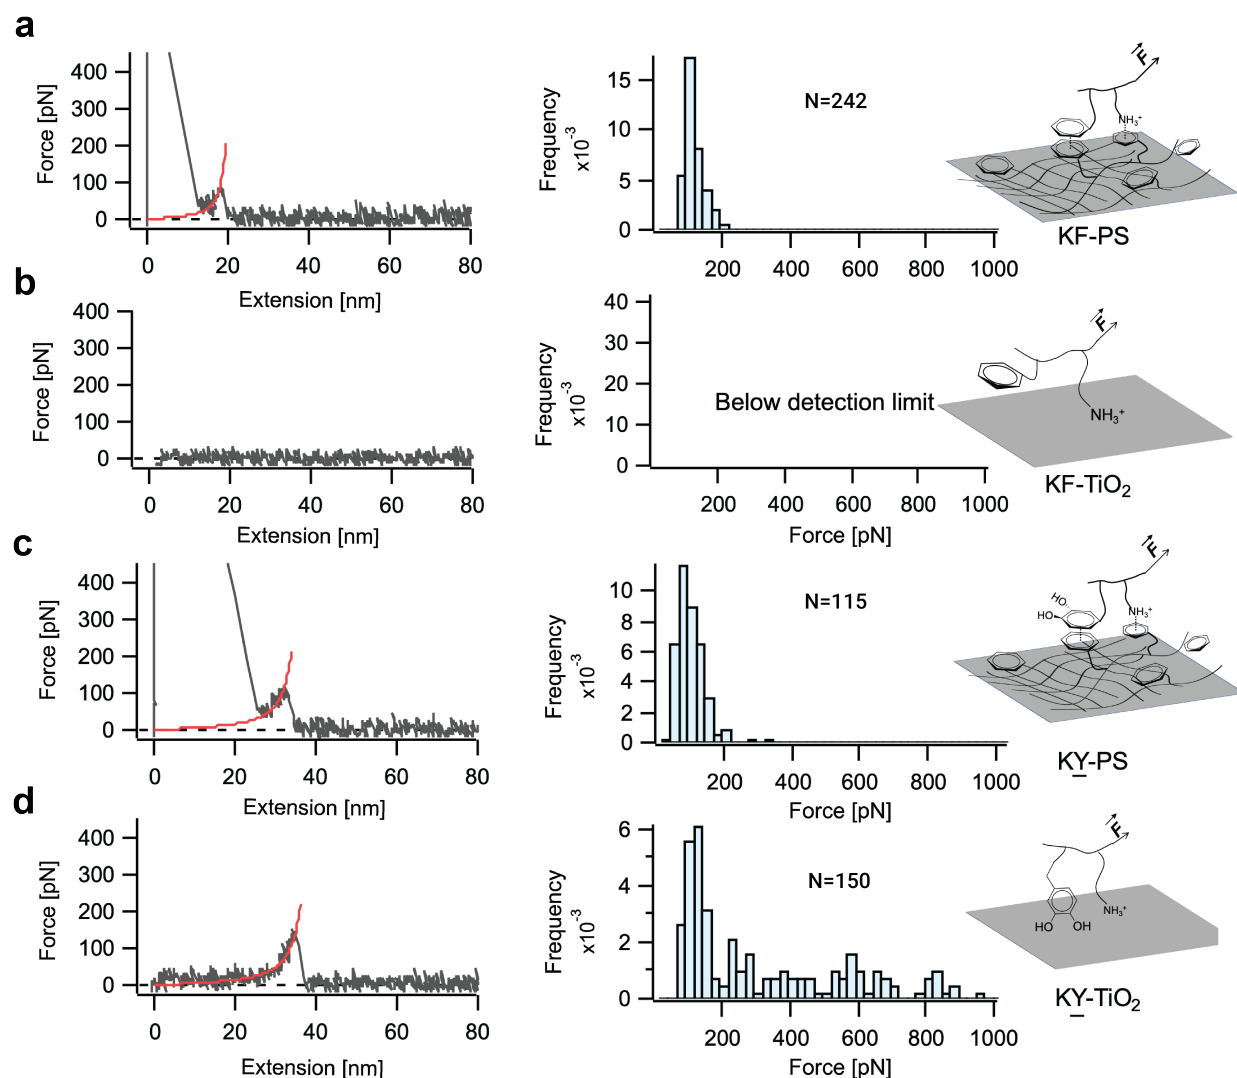 a
Force [pN]
400
300
200
100
0
0 20 40 60 80
Extension [nm]
Frequency
x10⁻³
15
10
5
0
N=242
200 400 600 800 1000
F
NH₃⁺
KF-PS
b
Force [pN]
400
300
200
100
0
0 20 40 60 80
Extension [nm]
Frequency
x10⁻³
40
30
20
10
0
Below detection limit
200 400 600 800 1000
Force [pN]
F
NH₃⁺
KF-TiO₂
c
Force [pN]
400
300
200
100
0
0 20 40 60 80
Extension [nm]
Frequency
x10⁻³
10
8
6
4
2
0
N=115
200 400 600 800 1000
Force [pN]
F
HO
HO
NH₃⁺
KY-PS
d
Force [pN]
400
300
200
100
0
0 20 40 60 80
Extension [nm]
Frequency
x10⁻³
6
4
2
0
N=150
200 400 600 800 1000
Force [pN]
F
HO OH
NH₃⁺
KY-TiO₂